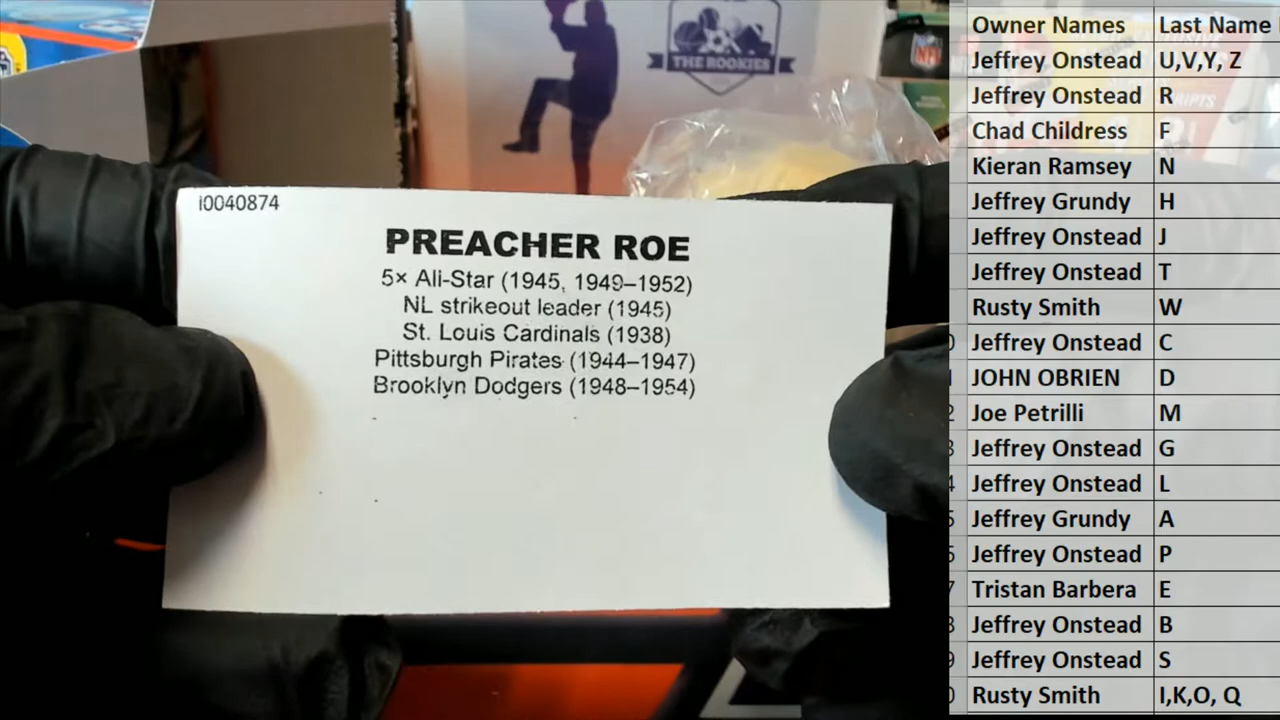 THE ROOKIES
NFL
I0040874
PREACHER ROE
5× All-Star (1945, 1949–1952)
NL strikeout leader (1945)
St. Louis Cardinals (1938)
Pittsburgh Pirates (1944–1947)
Brooklyn Dodgers (1948–1954)
Owner Names Last Name
Jeffrey Onstead U,V,Y, Z
Jeffrey Onstead R
Chad Childress F
Kieran Ramsey N
Jeffrey Grundy H
Jeffrey Onstead J
Jeffrey Onstead T
Rusty Smith W
Jeffrey Onstead C
JOHN OBRIEN D
Joe Petrilli M
Jeffrey Onstead G
Jeffrey Onstead L
Jeffrey Grundy A
Jeffrey Onstead P
Tristan Barbera E
Jeffrey Onstead B
Jeffrey Onstead S
Rusty Smith I,K,O, Q